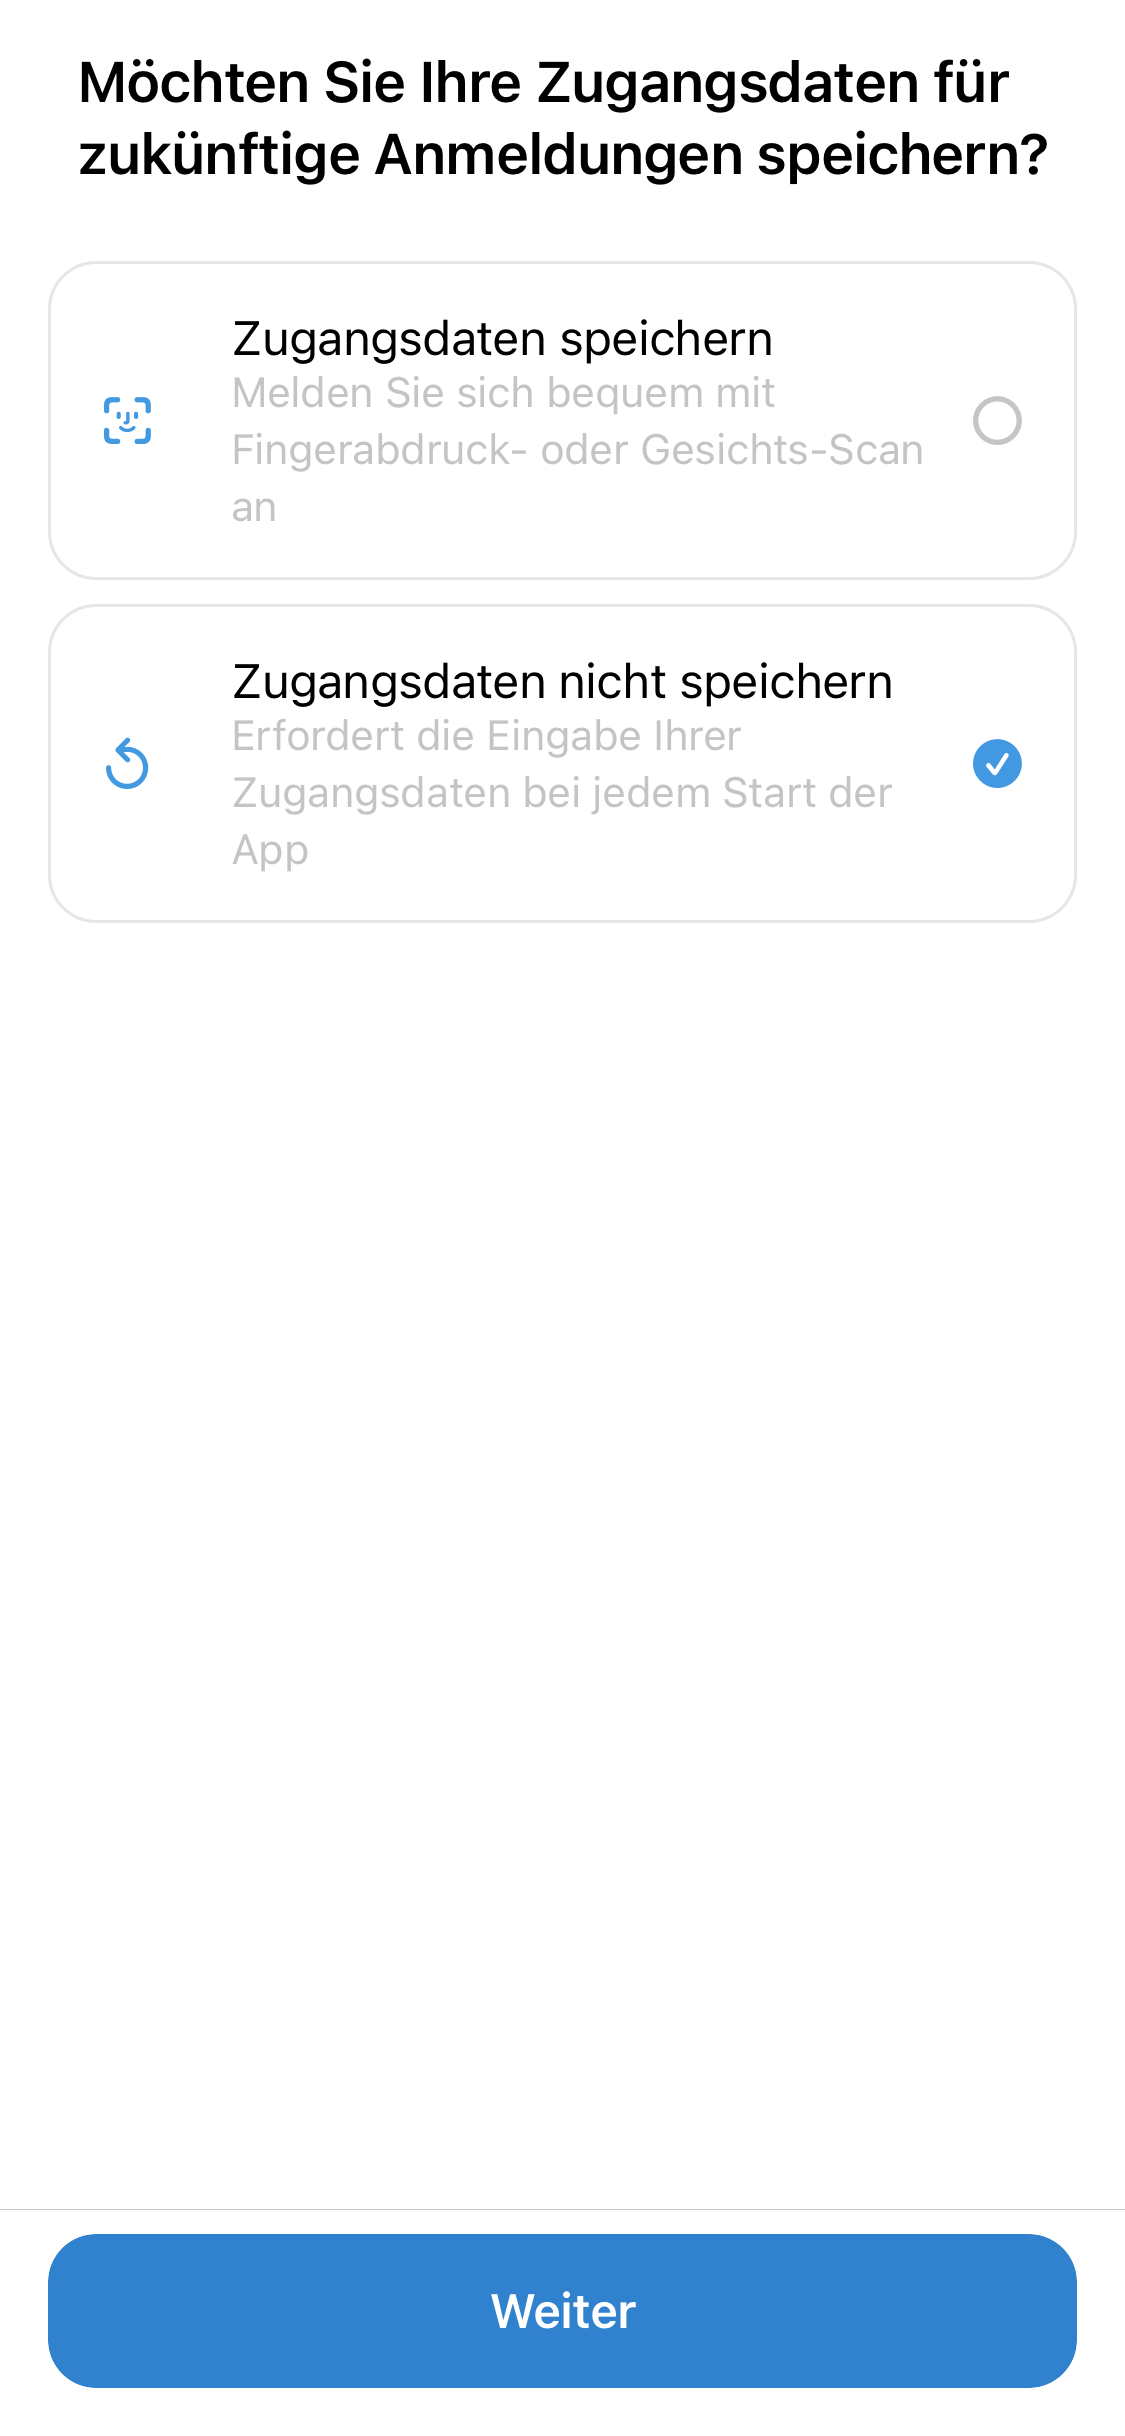 Möchten Sie Ihre Zugangsdaten für
zukünftige Anmeldungen speichern?
Zugangsdaten speichern
Melden Sie sich bequem mit
Fingerabdruck- oder Gesichts-Scan
an
Zugangsdaten nicht speichern
Erfordert die Eingabe Ihrer
Zugangsdaten bei jedem Start der
App
Weiter